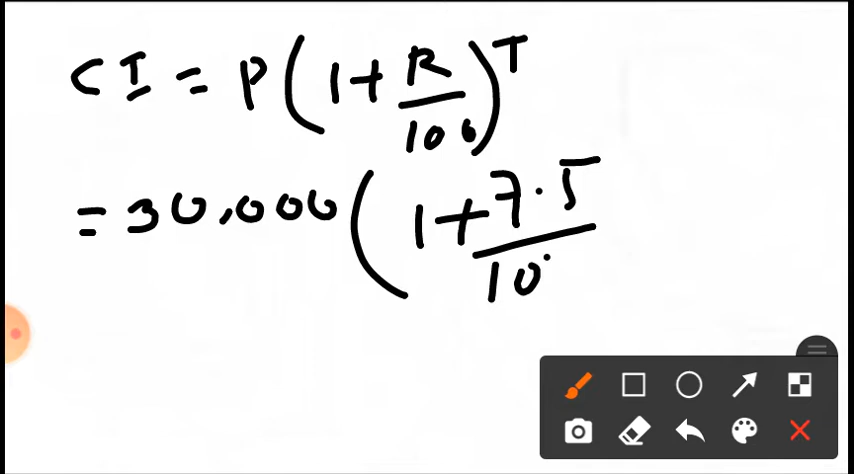 CI = P(1+R/100)^T
= 30,000(1+7.5/10